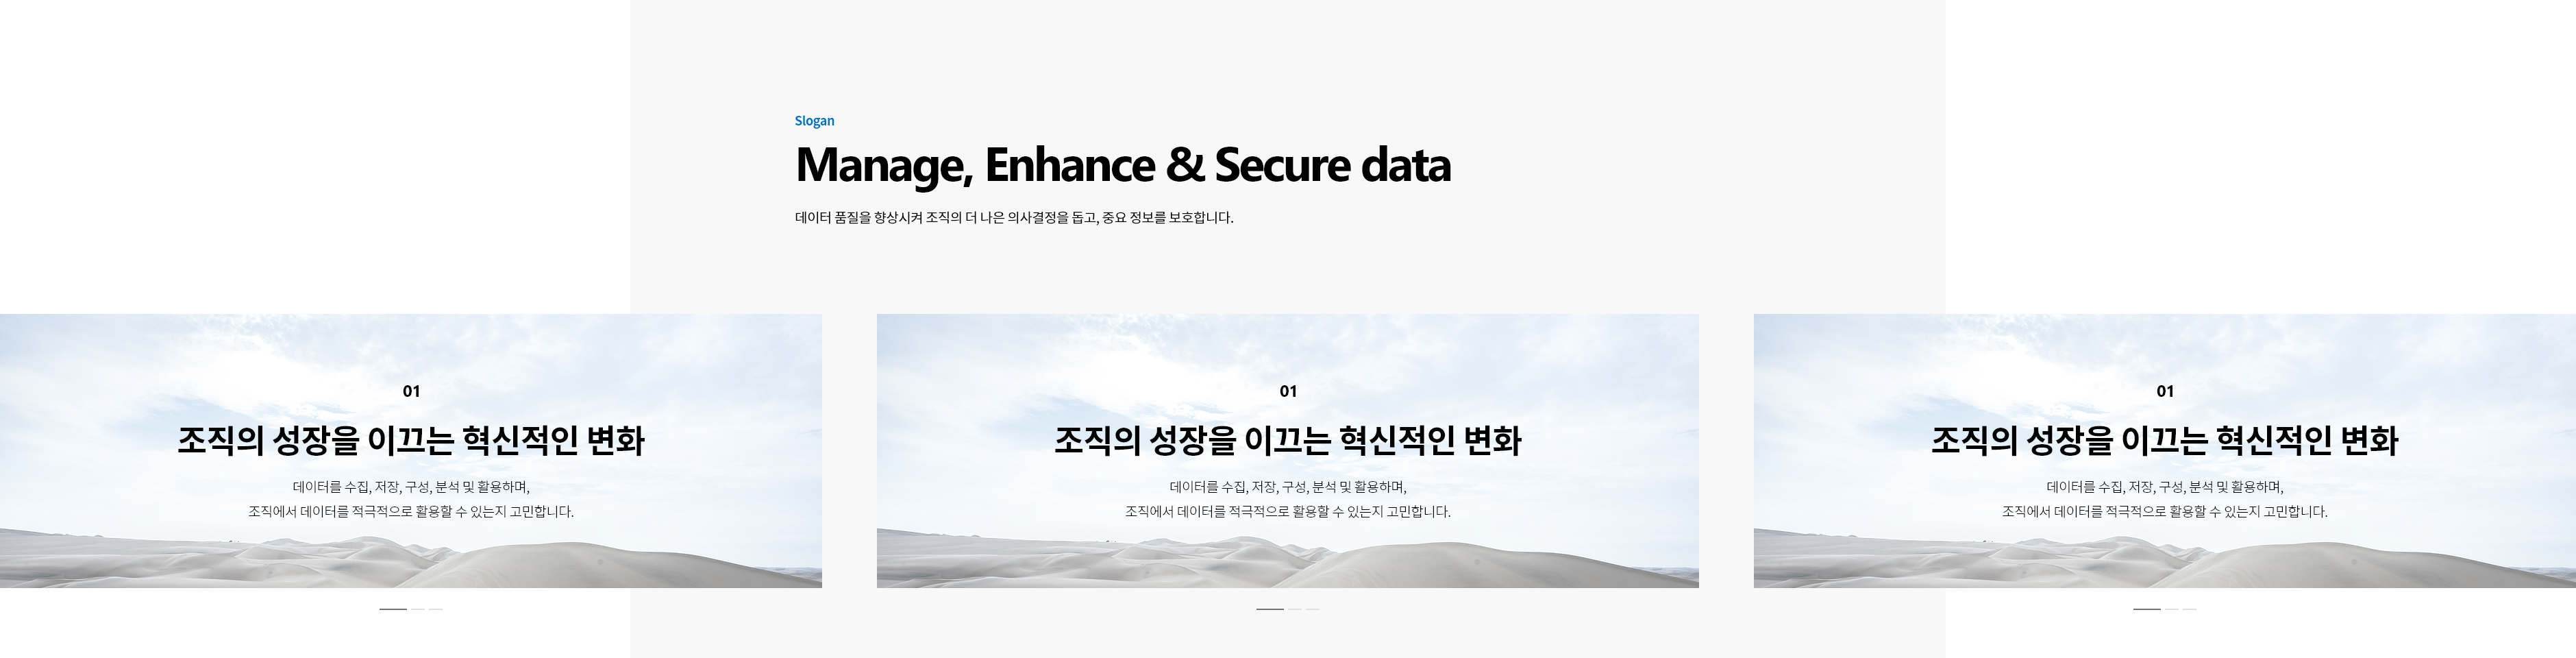 Slogan
Manage, Enhance & Secure data
데이터 품질을 향상시켜 조직의 더 나은 의사결정을 돕고, 중요 정보를 보호합니다.
01
조직의 성장을 이끄는 혁신적인 변화
데이터를 수집, 저장, 구성, 분석 및 활용하며,
조직에서 데이터를 적극적으로 활용할 수 있는지 고민합니다.
01
조직의 성장을 이끄는 혁신적인 변화
데이터를 수집, 저장, 구성, 분석 및 활용하며,
조직에서 데이터를 적극적으로 활용할 수 있는지 고민합니다.
01
조직의 성장을 이끄는 혁신적인 변화
데이터를 수집, 저장, 구성, 분석 및 활용하며,
조직에서 데이터를 적극적으로 활용할 수 있는지 고민합니다.